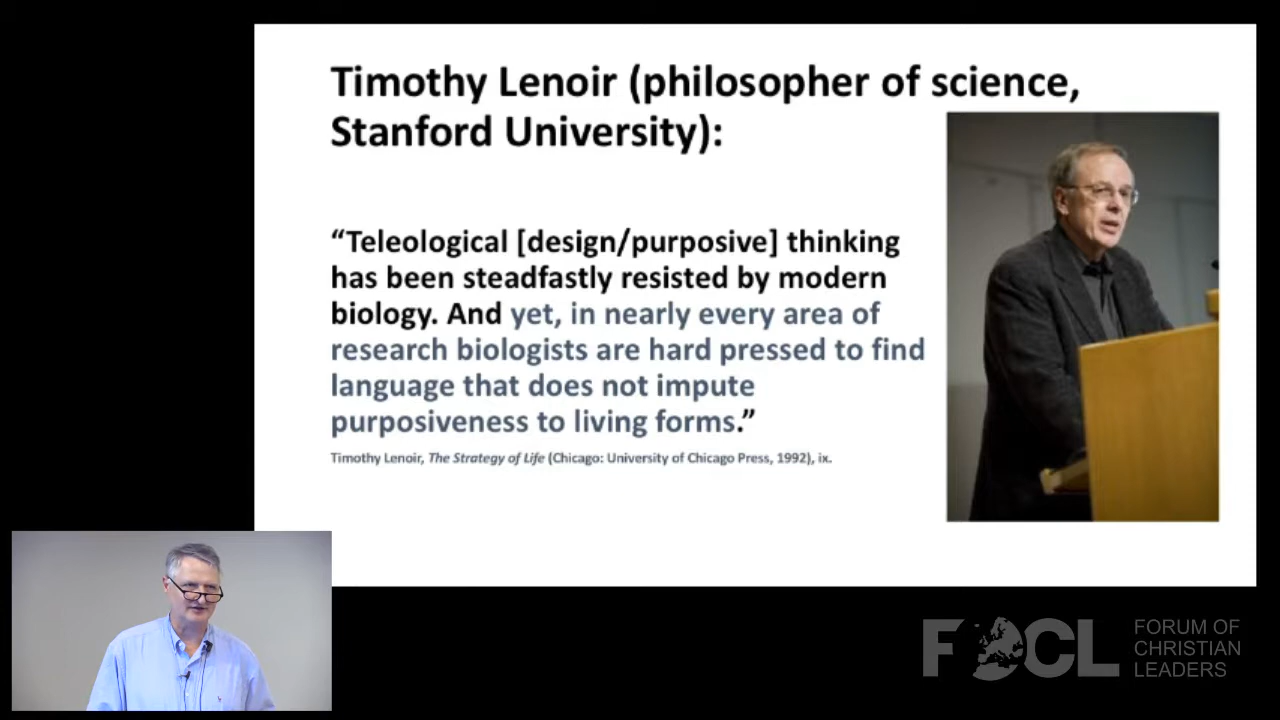 Timothy Lenoir (philosopher of science,
Stanford University):
“Teleological [design/purposive] thinking
has been steadfastly resisted by modern
biology. And yet, in nearly every area of
research biologists are hard pressed to find
language that does not impute
purposiveness to living forms.”
Timothy Lenoir, The Strategy of Life (Chicago: University of Chicago Press, 1992), ix.
FOCL
FORUM OF
CHRISTIAN
LEADERS